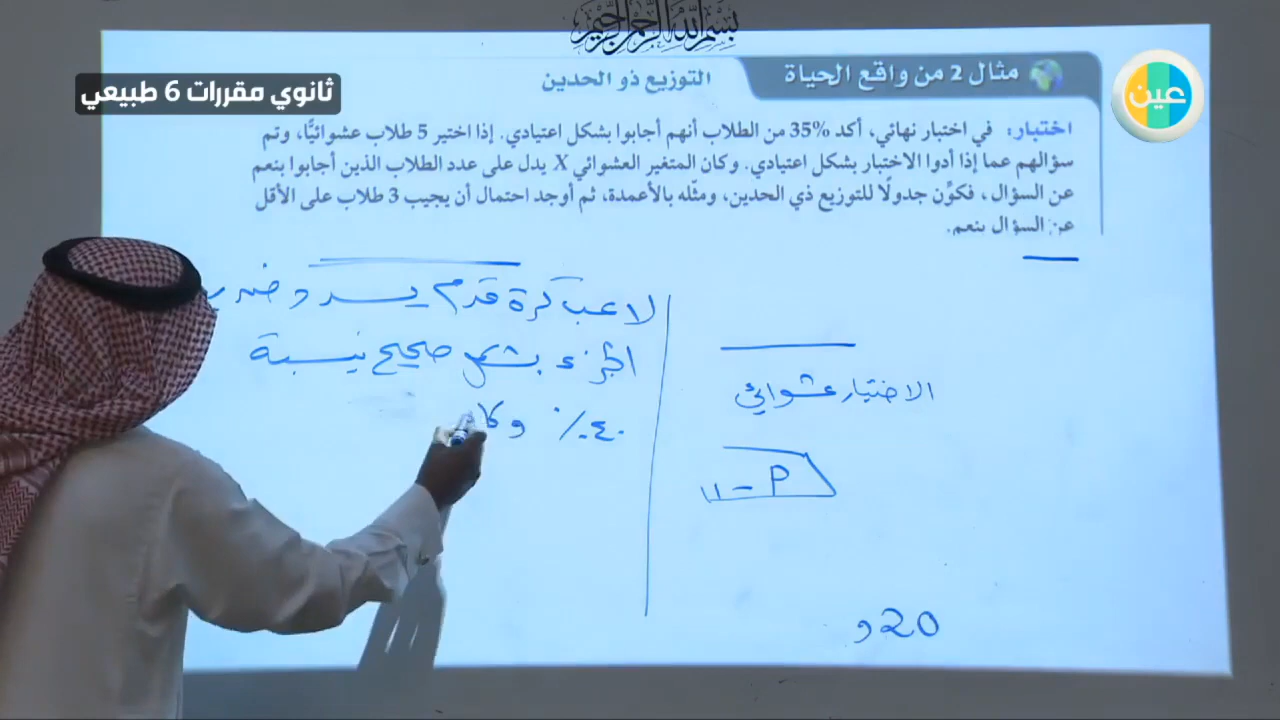 بسم الله الرحمن الرحيم
عين
ثانوي مقررات 6 طبيعي
مثال 2 من واقع الحياة
التوزيع ذو الحدين
اختبار: في اختبار نهائي، أكد 35% من الطلاب أنهم أجابوا بشكل اعتيادي. إذا اختير 5 طلاب عشوائيًّا، وتم
سؤالهم عما إذا أدوا الاختبار بشكل اعتيادي. وكان المتغير العشوائي X يدل على عدد الطلاب الذين أجابوا بنعم
عن السؤال، فكوِّن جدولًا للتوزيع ذي الحدين، ومثّله بالأعمدة، ثم أوجد احتمال أن يجيب 3 طلاب على الأقل
عن السؤال بنعم.
الاختيار عشوائي
P -
20 و
لاعب كرة قدم يسدد
الجزاء بشكل صحيح بنسبة
٤٠٪